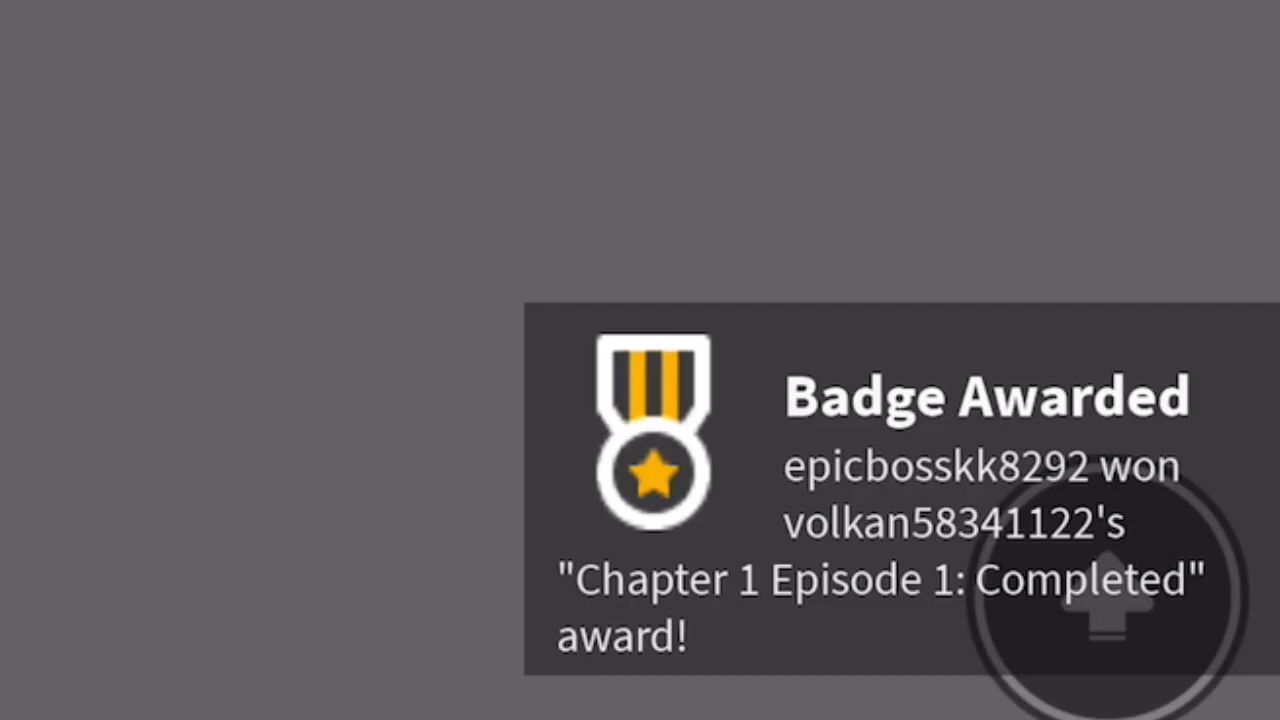 Badge Awarded
epicbosskk8292 won
volkan58341122's
"Chapter 1 Episode 1: Completed"
award!